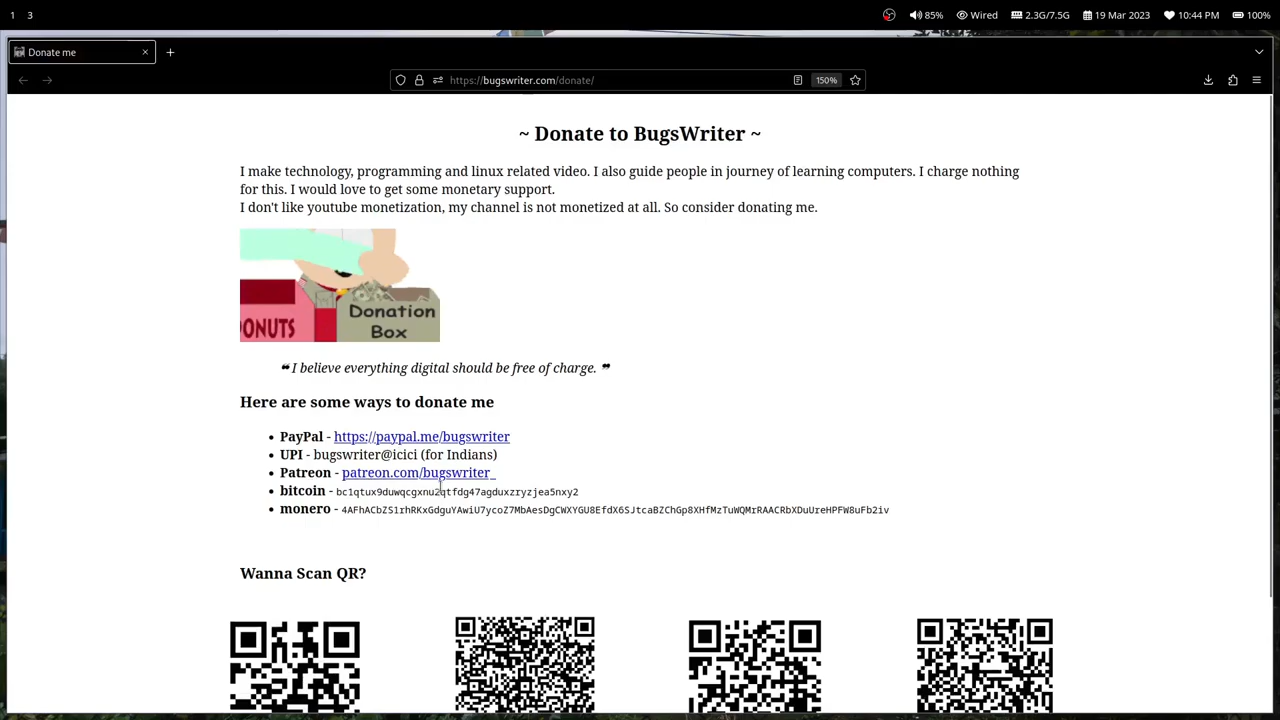 1 3 85% Wired 2.3G/7.5G 19 Mar 2023 10:44 PM 100%
Donate me
https://bugswriter.com/donate/ 150%
~ Donate to BugsWriter ~
I make technology, programming and linux related video. I also guide people in journey of learning computers. I charge nothing
for this. I would love to get some monetary support.
I don't like youtube monetization, my channel is not monetized at all. So consider donating me.
DONUTS
Donation
Box
❝ I believe everything digital should be free of charge. ❞
Here are some ways to donate me
• PayPal - https://paypal.me/bugswriter
• UPI - bugswriter@icici (for Indians)
• Patreon - patreon.com/bugswriter
• bitcoin - bc1qtux9duwqcgxnu2qtfdg47agduxzryzjea5nxy2
• monero - 4AFhACbZS1rhRKxGdguYAwiU7ycoZ7MbAesDgCWXYGU8EfdX6SJtcaBZChGp8XHfMzTuWQMrRAACRbXDuUreHPFW8uFb2iv
Wanna Scan QR?